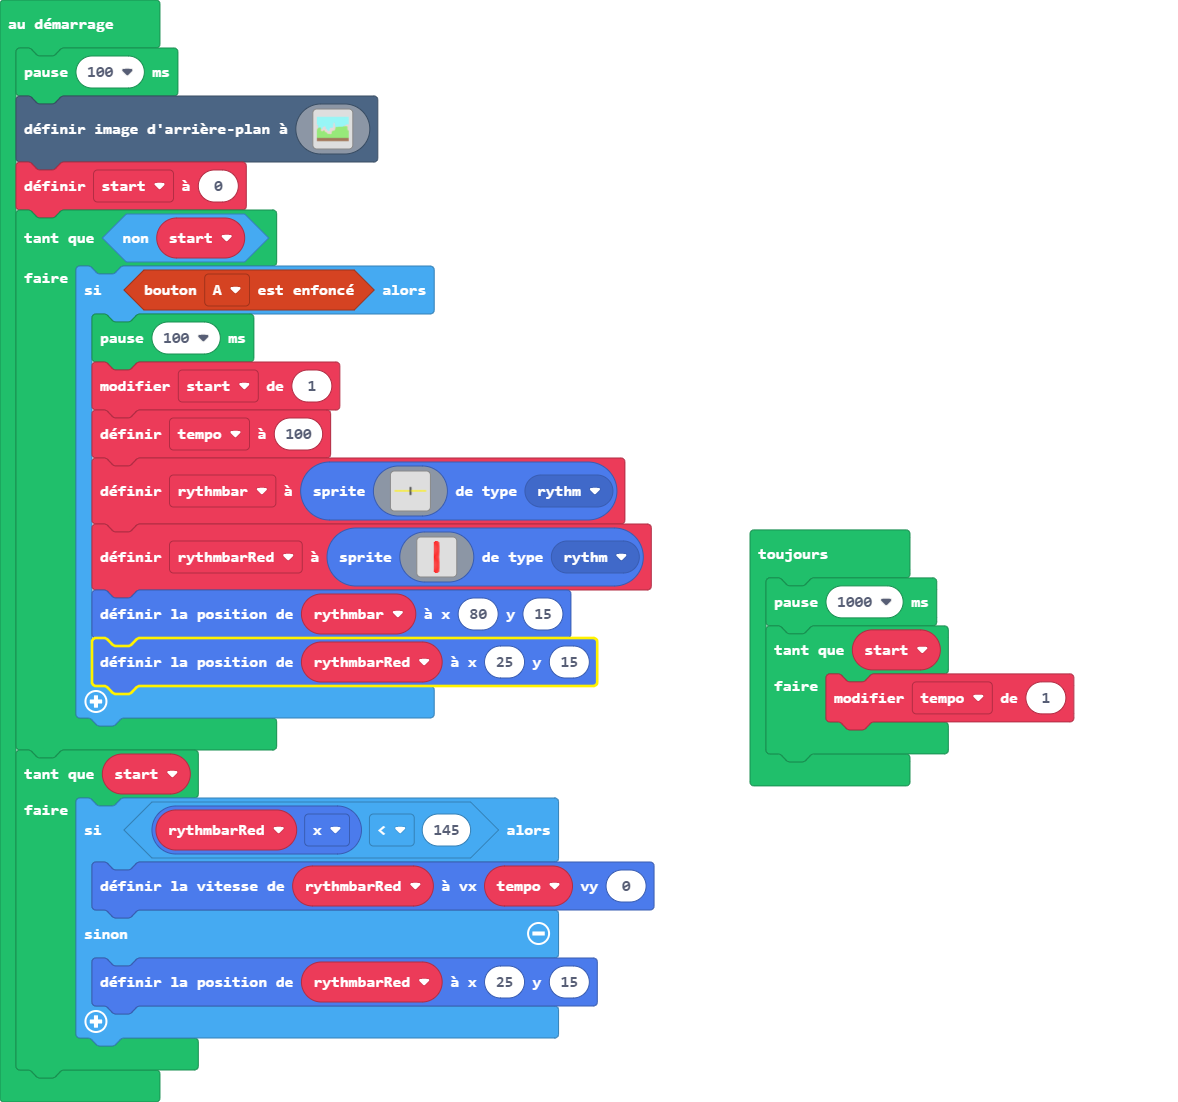 au démarrage
pause 100 ms
définir image d'arrière-plan à
définir start à 0
tant que non start
faire
si bouton A est enfoncé alors
pause 100 ms
modifier start de 1
définir tempo à 100
définir rythmbar à sprite de type rythm
définir rythmbarRed à sprite de type rythm
définir la position de rythmbar à x 80 y 15
définir la position de rythmbarRed à x 25 y 15
tant que start
faire
si rythmbarRed x < 145 alors
définir la vitesse de rythmbarRed à vx tempo vy 0
sinon
définir la position de rythmbarRed à x 25 y 15
toujours
pause 1000 ms
tant que start
faire modifier tempo de 1